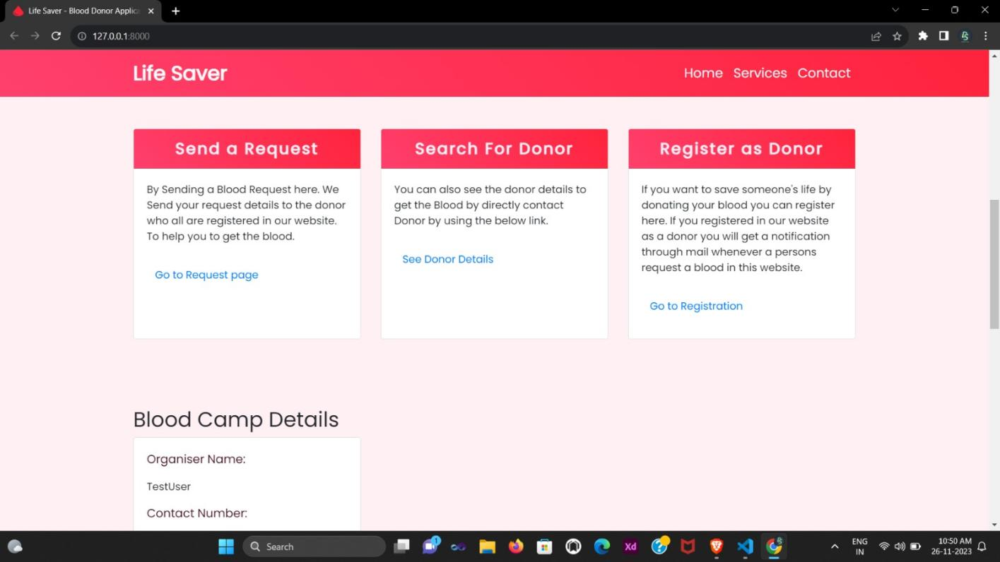 Life Saver - Blood Donor Applica
127.0.0.1:8000
Life Saver
Home Services Contact
Send a Request
By Sending a Blood Request here. We
Send your request details to the donor
who all are registered in our website.
To help you to get the blood.
Go to Request page
Search For Donor
You can also see the donor details to
get the Blood by directly contact
Donor by using the below link.
See Donor Details
Register as Donor
If you want to save someone's life by
donating your blood you can register
here. If you registered in our website
as a donor you will get a notification
through mail whenever a persons
request a blood in this website.
Go to Registration
Blood Camp Details
Organiser Name:
TestUser
Contact Number:
Search
1
Xd
ENG
IN
10:50 AM
26-11-2023